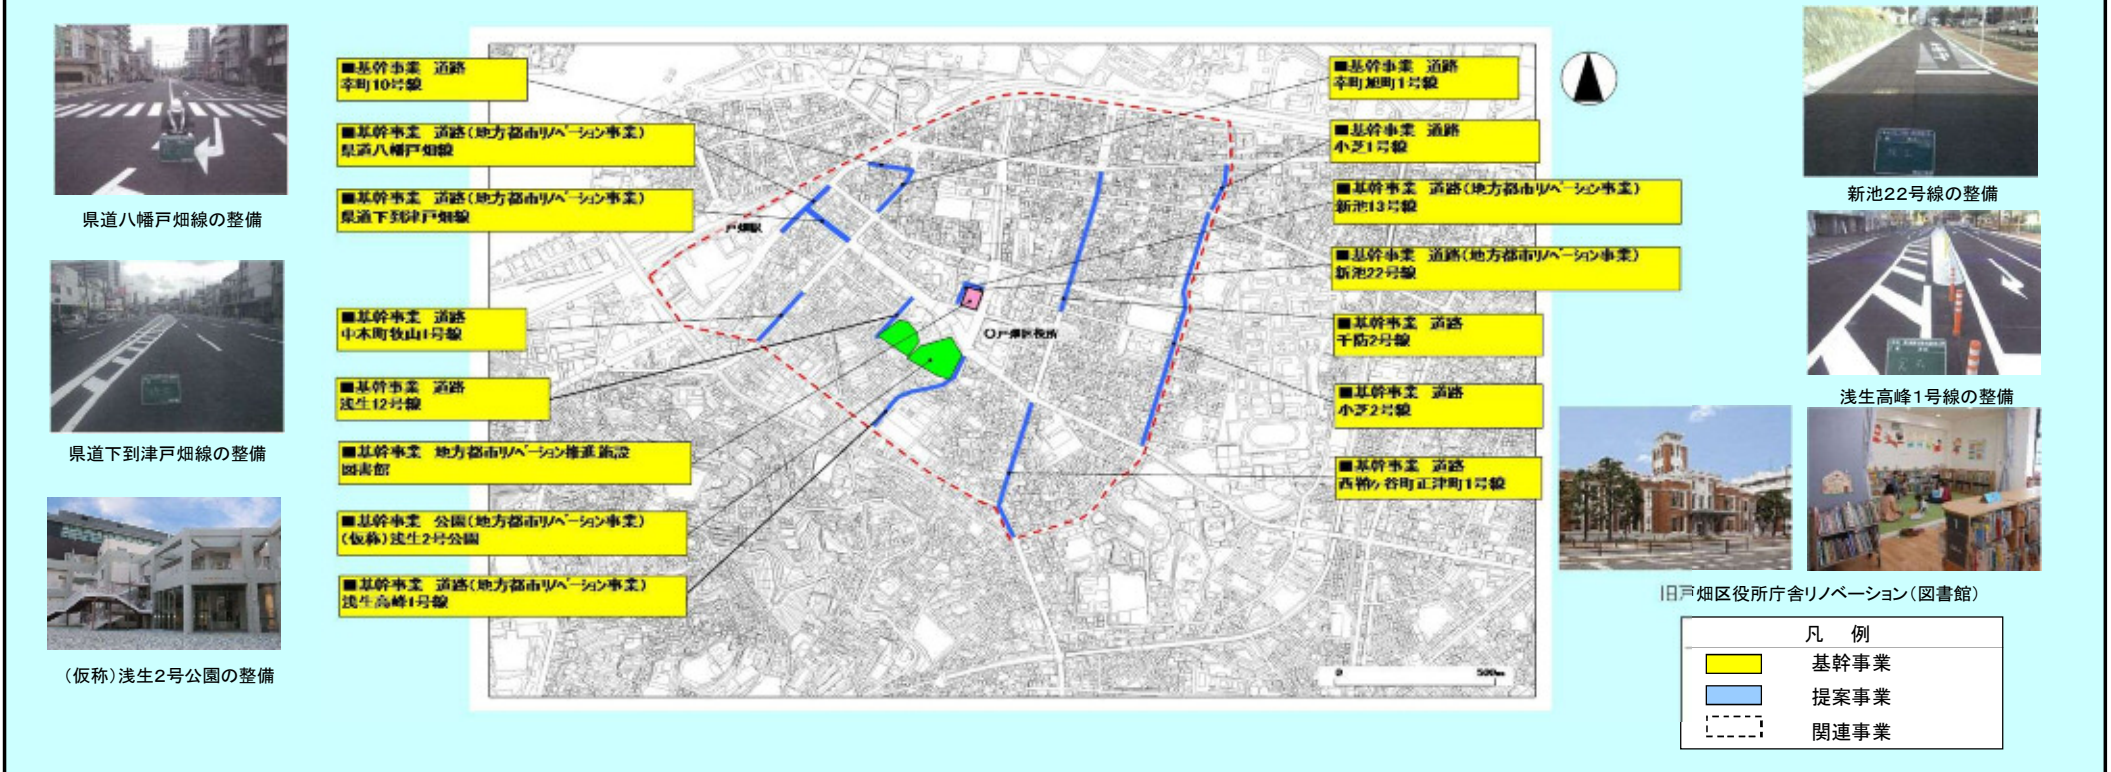 県道八幡戸畑線の整備
県道下到津戸畑線の整備
(仮称)浅生2号公園の整備
■基幹事業 道路
幸町10号線
■基幹事業 道路(地方都市リノベーション事業)
県道八幡戸畑線
■基幹事業 道路(地方都市リノベーション事業)
県道下到津戸畑線
■基幹事業 道路
中本町牧山1号線
■基幹事業 道路
浅生12号線
■基幹事業 地方都市リノベーション推進施設
図書館
■基幹事業 公園(地方都市リノベーション事業)
(仮称)浅生2号公園
■基幹事業 道路(地方都市リノベーション事業)
浅生高峰1号線
戸畑駅
戸畑区役所
■基幹事業 道路
幸町旭町1号線
■基幹事業 道路
小芝1号線
■基幹事業 道路(地方都市リノベーション事業)
新池13号線
■基幹事業 道路(地方都市リノベーション事業)
新池22号線
■基幹事業 道路
千防2号線
■基幹事業 道路
小芝2号線
■基幹事業 道路
西鞘ヶ谷町正津町1号線
0 500m
新池22号線の整備
浅生高峰1号線の整備
旧戸畑区役所庁舎リノベーション(図書館)
凡 例
基幹事業
提案事業
関連事業